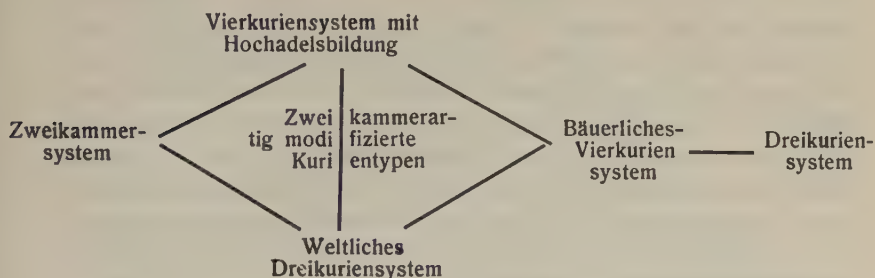 Vierkuriensystem mit
Hochadelsbildung
Zweikammer-
system
Zwei kammerar-
tig modi fizierte
Kuri entypen
Bäuerliches-
Vierkurien
system
Dreikurien-
system
Weltliches
Dreikuriensystem